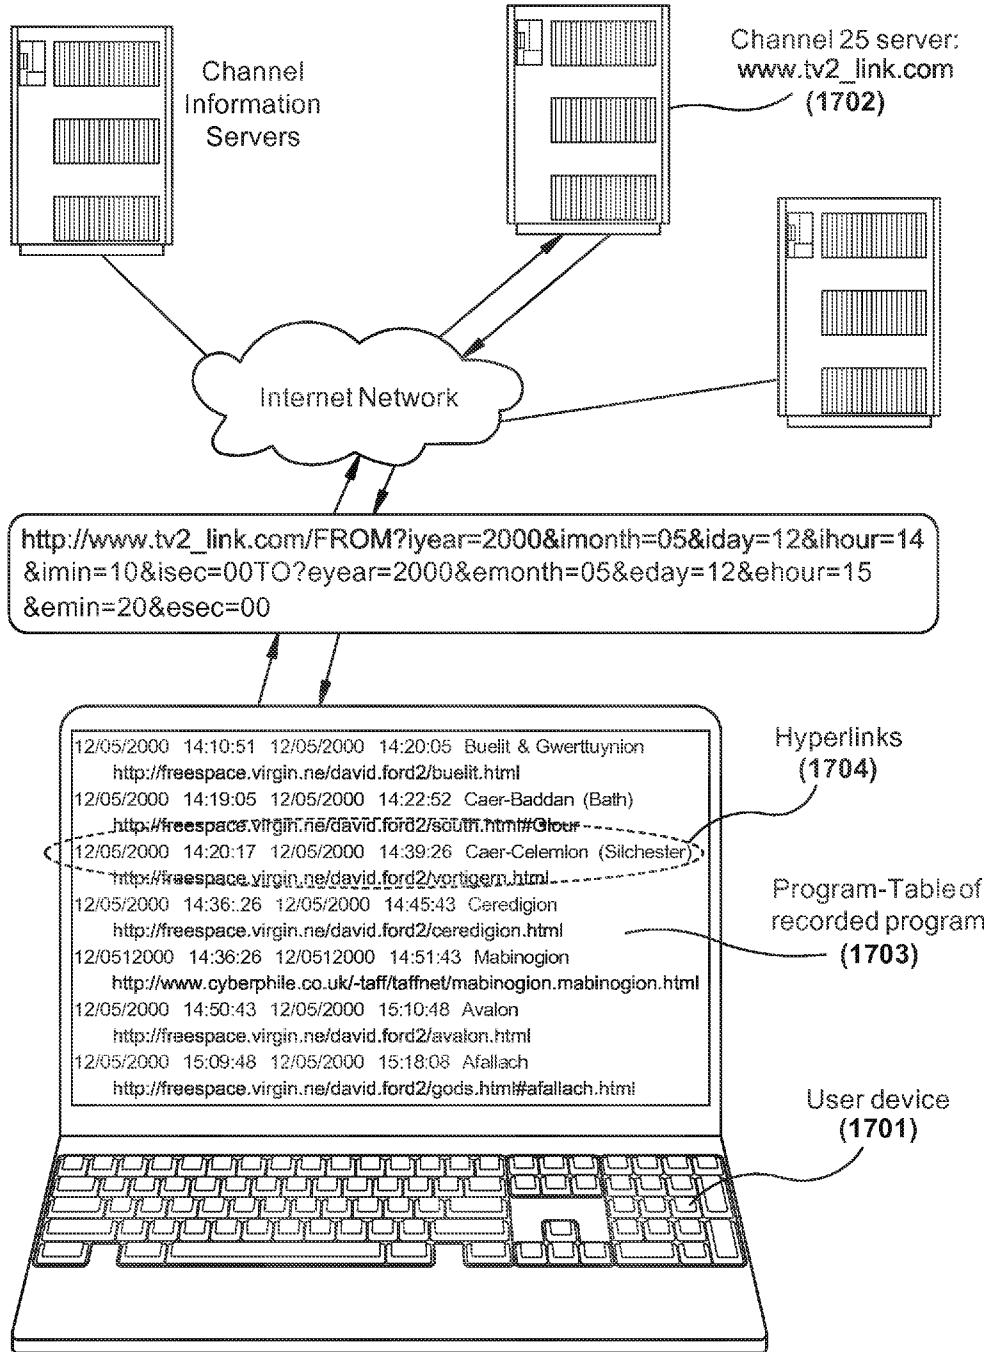 Channel
Information
Servers
Channel 25 server:
www.tv2_link.com
(1702)
Internet Network
http://www.tv2_link.com/FROM?iyear=2000&imonth=05&iday=12&ihour=14
&imin=10&isec=00TO?eyear=2000&emonth=05&eday=12&ehour=15
&emin=20&esec=00
12/05/2000 14:10:51 12/05/2000 14:20:05 Buelit & Gwerttuynion
http://freespace.virgin.ne/david.ford2/buelit.html
12/05/2000 14:19:05 12/05/2000 14:22:52 Caer-Baddan (Bath)
http://freespace.virgin.ne/david.ford2/south.html#Glour
12/05/2000 14:20:17 12/05/2000 14:39:26 Caer-Celemion (Silchester)
http://freespace.virgin.ne/david.ford2/vortigern.html
12/05/2000 14:36:.26 12/05/2000 14:45:43 Ceredigion
http://freespace.virgin.ne/david.ford2/ceredigion.html
12/0512000 14:36:26 12/0512000 14:51:43 Mabinogion
http://www.cyberphile.co.uk/-taff/taffnet/mabinogion.mabinogion.html
12/05/2000 14:50:43 12/05/2000 15:10:48 Avalon
http://freespace.virgin.ne/david.ford2/avalon.html
12/05/2000 15:09:48 12/05/2000 15:18:08 Afallach
http://freespace.virgin.ne/david.ford2/gods.html#afallach.html
Hyperlinks
(1704)
Program-Table of
recorded program
(1703)
User device
(1701)